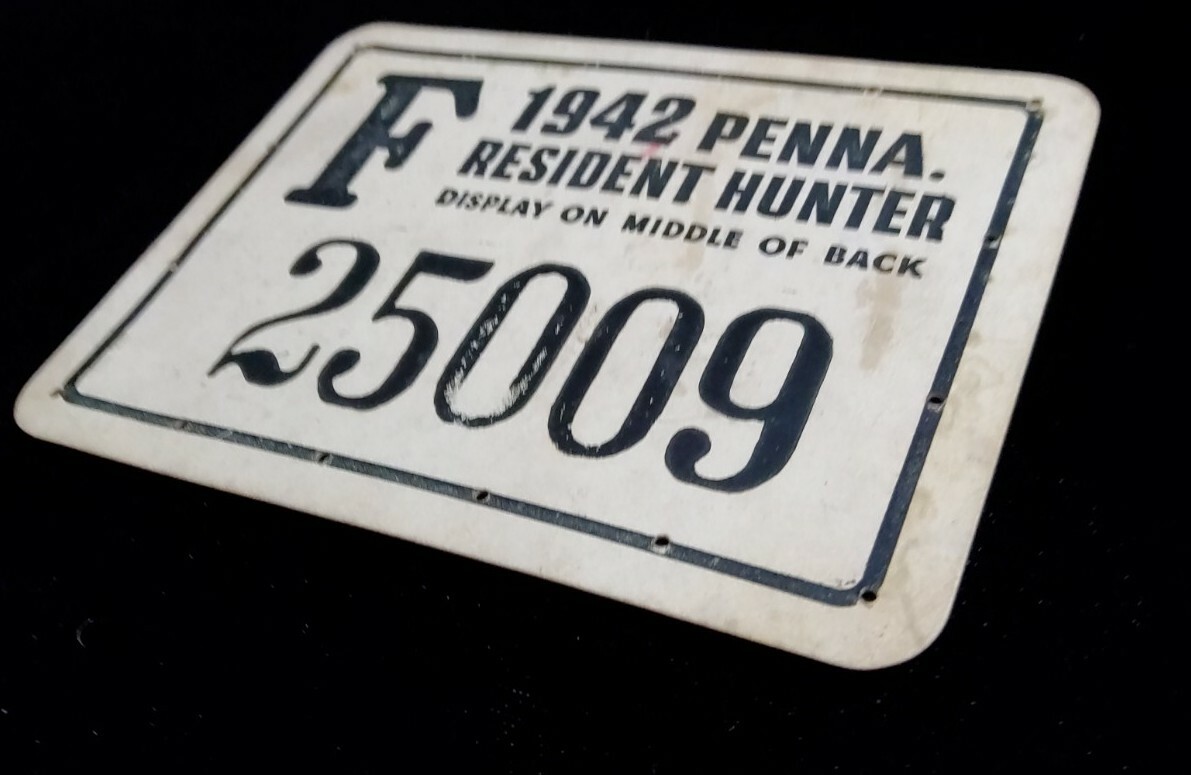 F 1942 PENNA.
RESIDENT HUNTER
DISPLAY ON MIDDLE OF BACK
25009